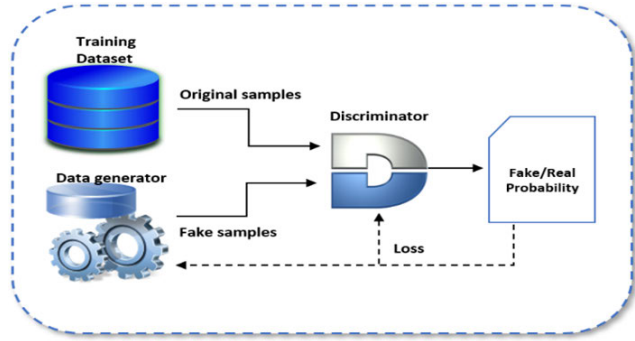 Training
Dataset
Original samples
Discriminator
D
Fake/Real
Probability
Data generator
Fake samples
Loss